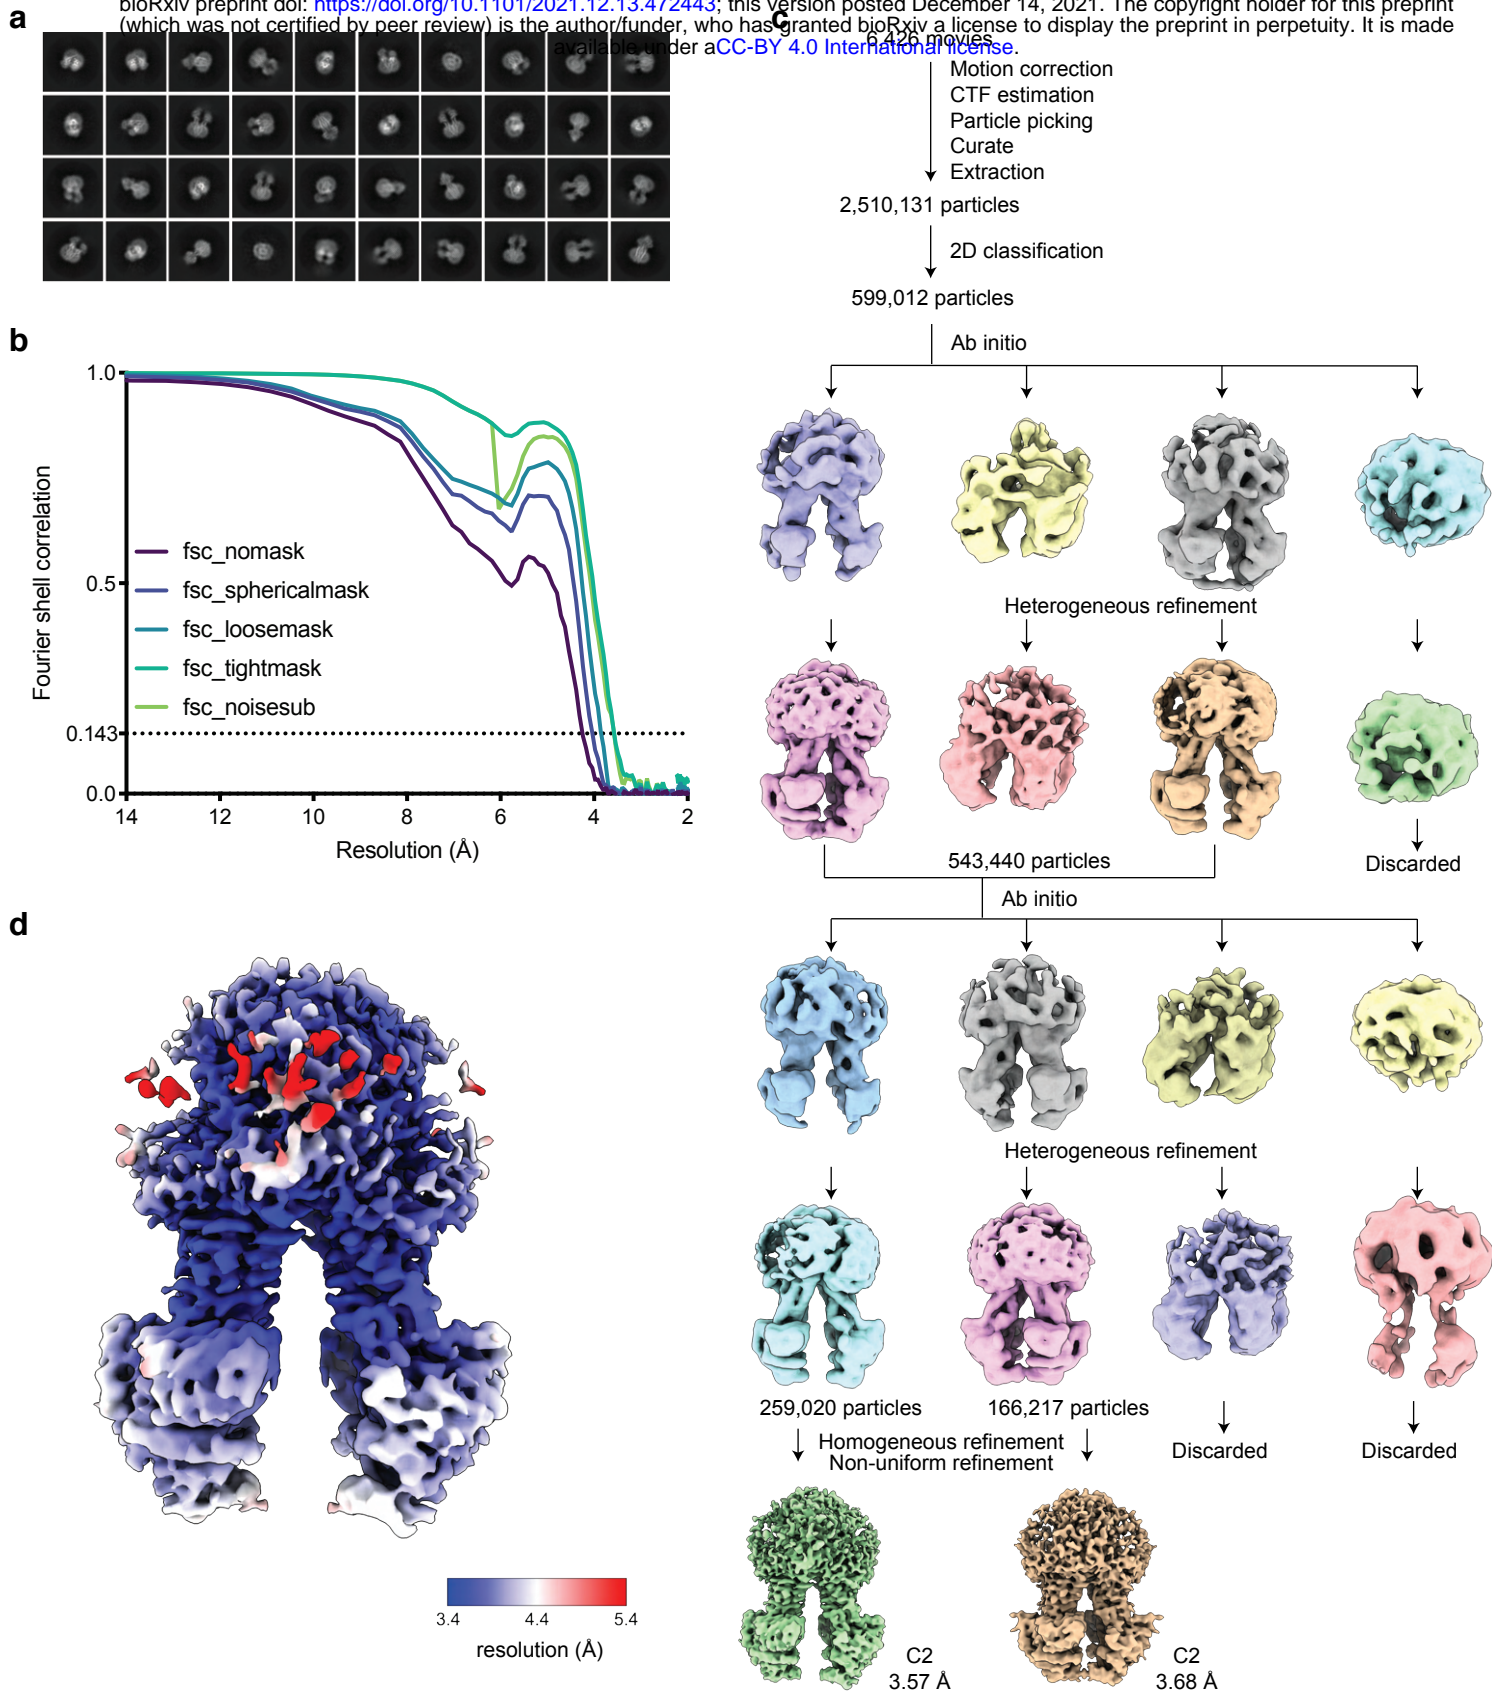 bioRxiv preprint doi: https://doi.org/10.1101/2021.12.13.472443; this version posted December 14, 2021. The copyright holder for this preprint
(which was not certified by peer review) is the author/funder, who has granted bioRxiv a license to display the preprint in perpetuity. It is made
available under aCC-BY 4.0 International license.
a
c
6,426 movies
Motion correction
CTF estimation
Particle picking
Curate
Extraction
2,510,131 particles
2D classification
599,012 particles
Ab initio
Heterogeneous refinement
543,440 particles
Discarded
Ab initio
Heterogeneous refinement
259,020 particles
166,217 particles
Homogeneous refinement
Non-uniform refinement
Discarded
Discarded
C2
3.57 Å
C2
3.68 Å
b
Fourier shell correlation
1.0
0.5
0.143
0.0
fsc_nomask
fsc_sphericalmask
fsc_loosemask
fsc_tightmask
fsc_noisesub
14 12 10 8 6 4 2
Resolution (Å)
d
3.4 4.4 5.4
resolution (Å)